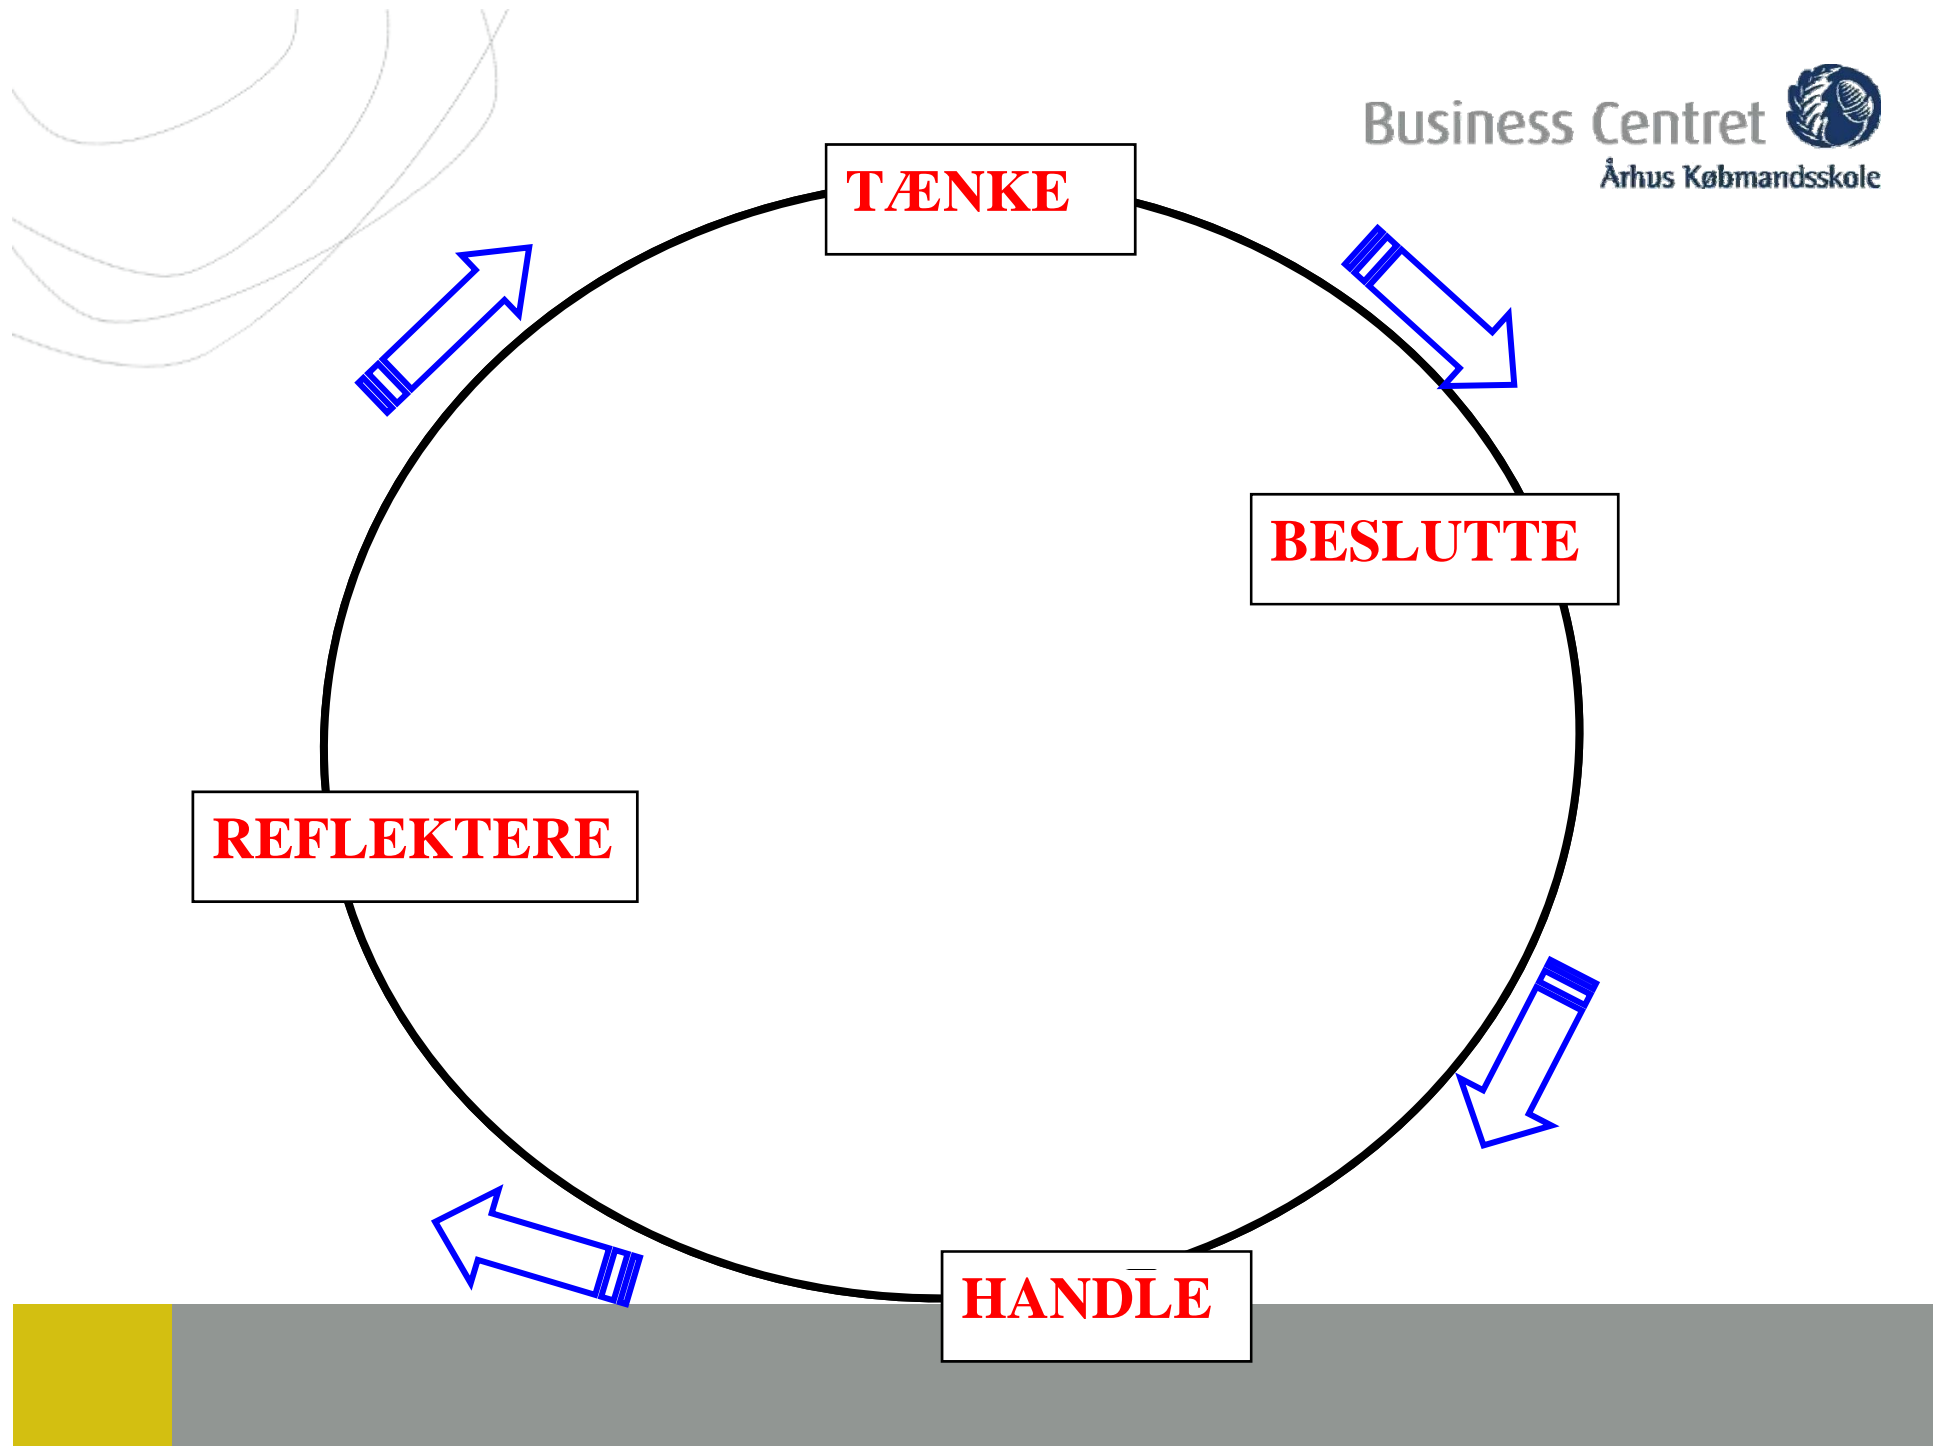 Business Centret
Århus Købmandsskole
TÆNKE
BESLUTTE
REFLEKTERE
HANDLE